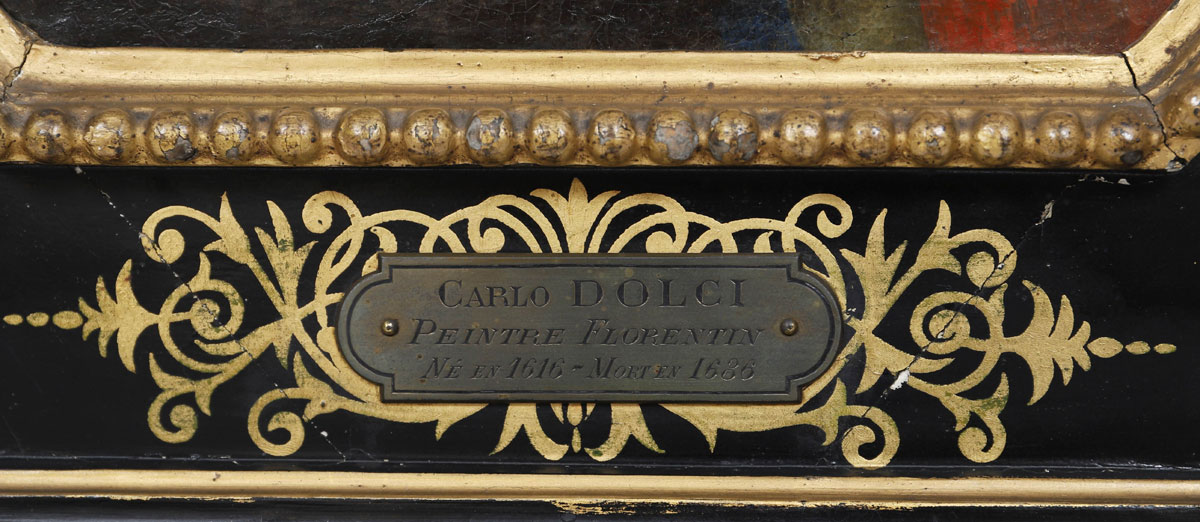 CARLO DOLCI
PEINTRE FLORENTIN
NÉ EN 1616 - MORT EN 1686